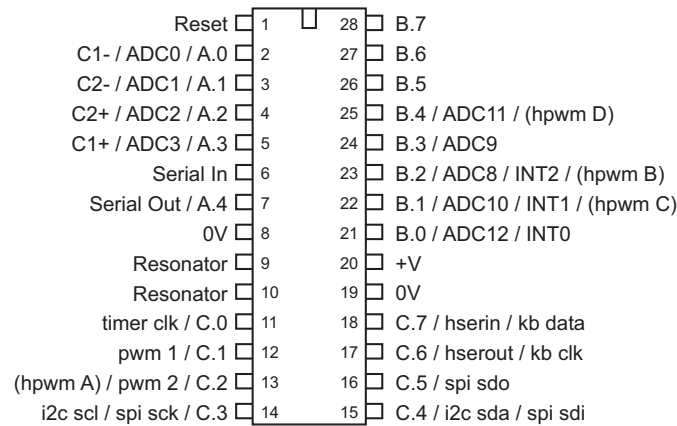 Reset 1 28 B.7
C1- / ADC0 / A.0 2 27 B.6
C2- / ADC1 / A.1 3 26 B.5
C2+ / ADC2 / A.2 4 25 B.4 / ADC11 / (hpwm D)
C1+ / ADC3 / A.3 5 24 B.3 / ADC9
Serial In 6 23 B.2 / ADC8 / INT2 / (hpwm B)
Serial Out / A.4 7 22 B.1 / ADC10 / INT1 / (hpwm C)
0V 8 21 B.0 / ADC12 / INT0
Resonator 9 20 +V
Resonator 10 19 0V
timer clk / C.0 11 18 C.7 / hserin / kb data
pwm 1 / C.1 12 17 C.6 / hserout / kb clk
(hpwm A) / pwm 2 / C.2 13 16 C.5 / spi sdo
i2c scl / spi sck / C.3 14 15 C.4 / i2c sda / spi sdi